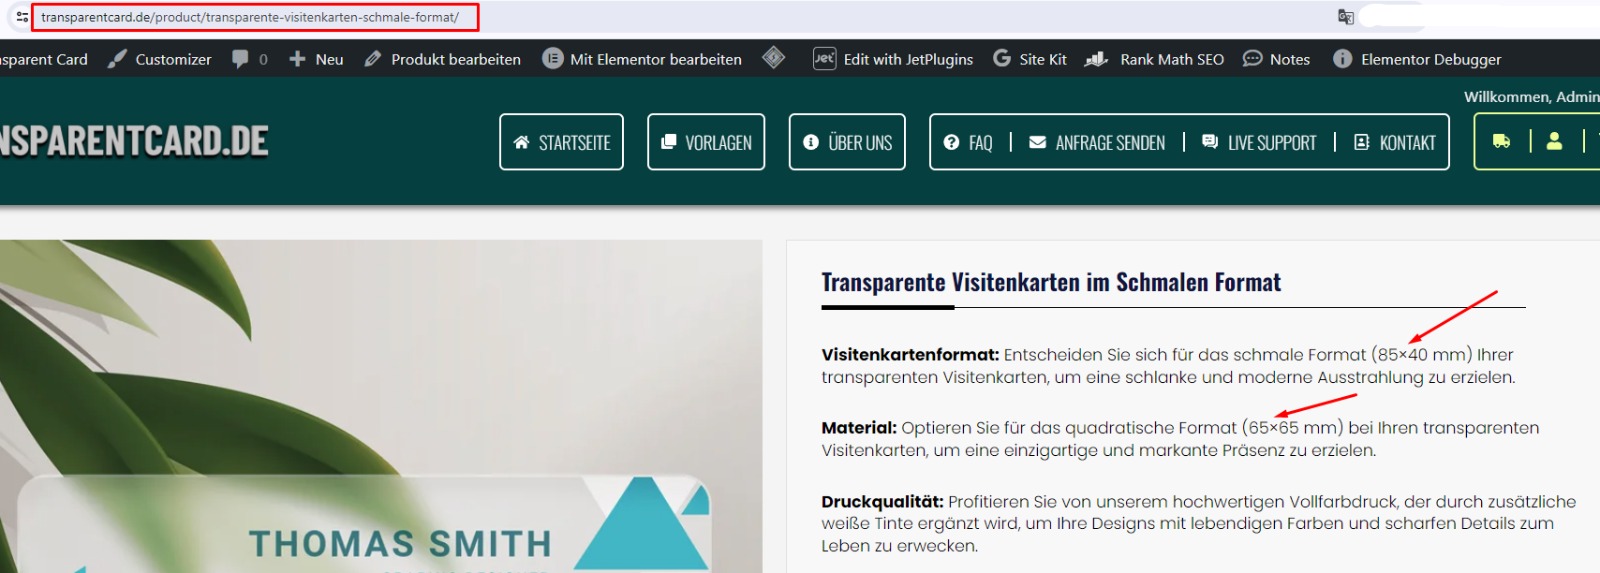 transparentcard.de/product/transparente-visitenkarten-schmale-format/
sparent Card Customizer 0 Neu Produkt bearbeiten Mit Elementor bearbeiten Edit with JetPlugins Site Kit Rank Math SEO Notes Elementor Debugger
Willkommen, Admin
NSPARENTCARD.DE
STARTSEITE VORLAGEN ÜBER UNS FAQ ANFRAGE SENDEN LIVE SUPPORT KONTAKT
Transparente Visitenkarten im Schmalen Format
Visitenkartenformat: Entscheiden Sie sich für das schmale Format (85×40 mm) Ihrer
transparenten Visitenkarten, um eine schlanke und moderne Ausstrahlung zu erzielen.
Material: Optieren Sie für das quadratische Format (65×65 mm) bei Ihren transparenten
Visitenkarten, um eine einzigartige und markante Präsenz zu erzielen.
Druckqualität: Profitieren Sie von unserem hochwertigen Vollfarbdruck, der durch zusätzliche
weiße Tinte ergänzt wird, um Ihre Designs mit lebendigen Farben und scharfen Details zum
Leben zu erwecken.
THOMAS SMITH